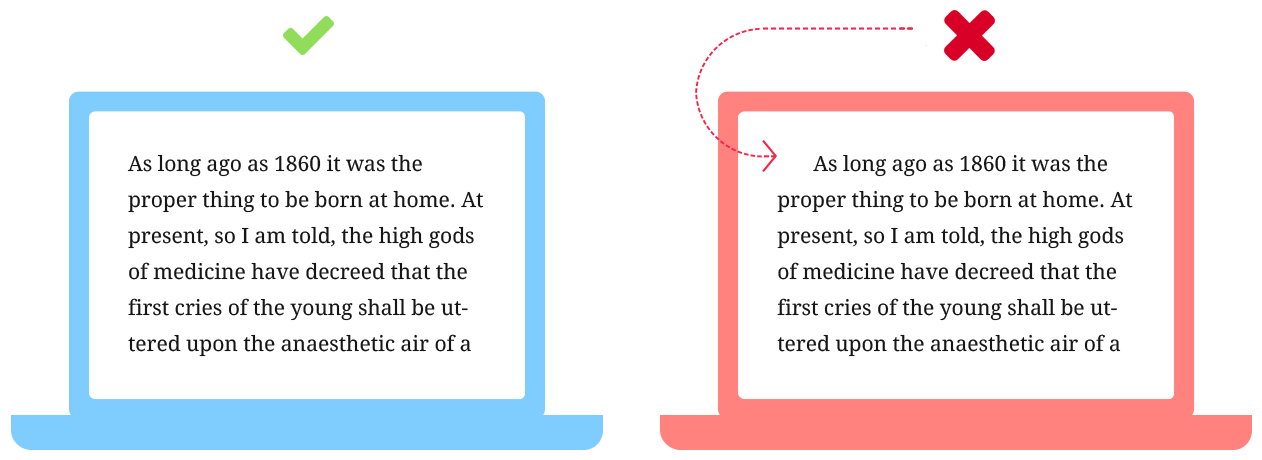 As long ago as 1860 it was the
proper thing to be born at home. At
present, so I am told, the high gods
of medicine have decreed that the
first cries of the young shall be ut-
tered upon the anaesthetic air of a
As long ago as 1860 it was the
proper thing to be born at home. At
present, so I am told, the high gods
of medicine have decreed that the
first cries of the young shall be ut-
tered upon the anaesthetic air of a